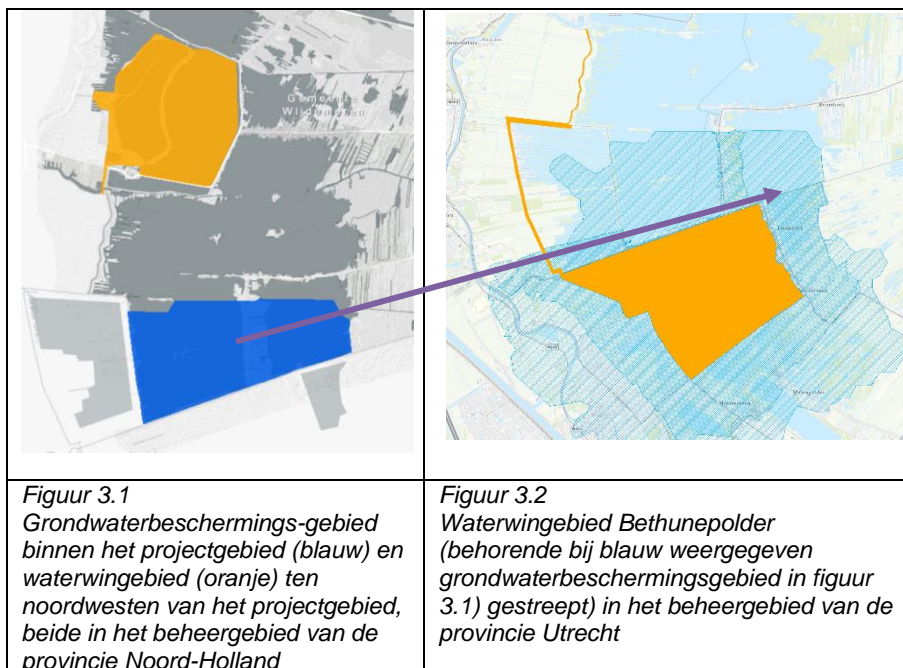 Gemeente
Wijdemeren
Figuur 3.1
Grondwaterbeschermings-gebied
binnen het projectgebied (blauw) en
waterwingebied (oranje) ten
noordwesten van het projectgebied,
beide in het beheergebied van de
provincie Noord-Holland
Figuur 3.2
Waterwingebied Bethunepolder
(behorende bij blauw weergegeven
grondwaterbeschermingsgebied in figuur
3.1) gestreept) in het beheergebied van de
provincie Utrecht